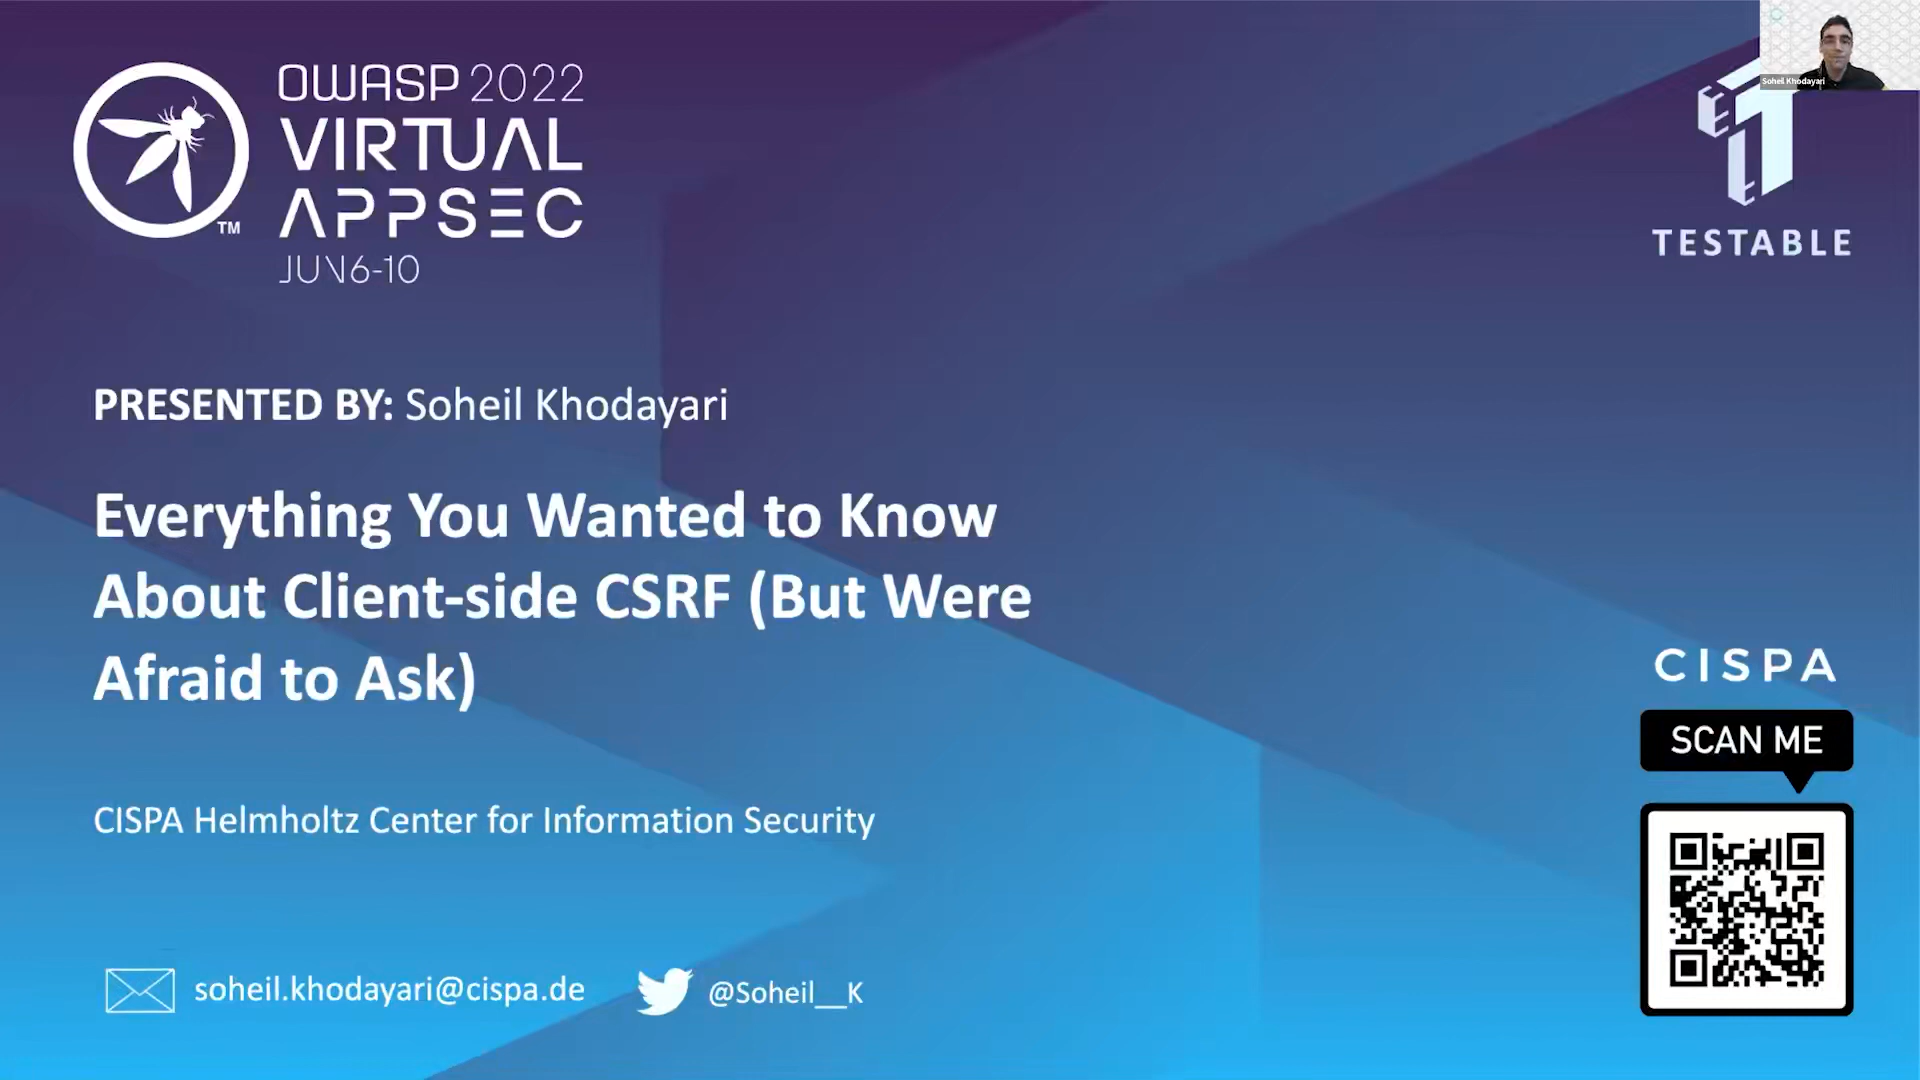 OWASP 2022
VIRTUAL
APPSEC
JUN 6-10
TM
Soheil Khodayari
TESTABLE
PRESENTED BY: Soheil Khodayari
Everything You Wanted to Know
About Client-side CSRF (But Were
Afraid to Ask)
CISPA Helmholtz Center for Information Security
soheil.khodayari@cispa.de
@Soheil__K
CISPA
SCAN ME